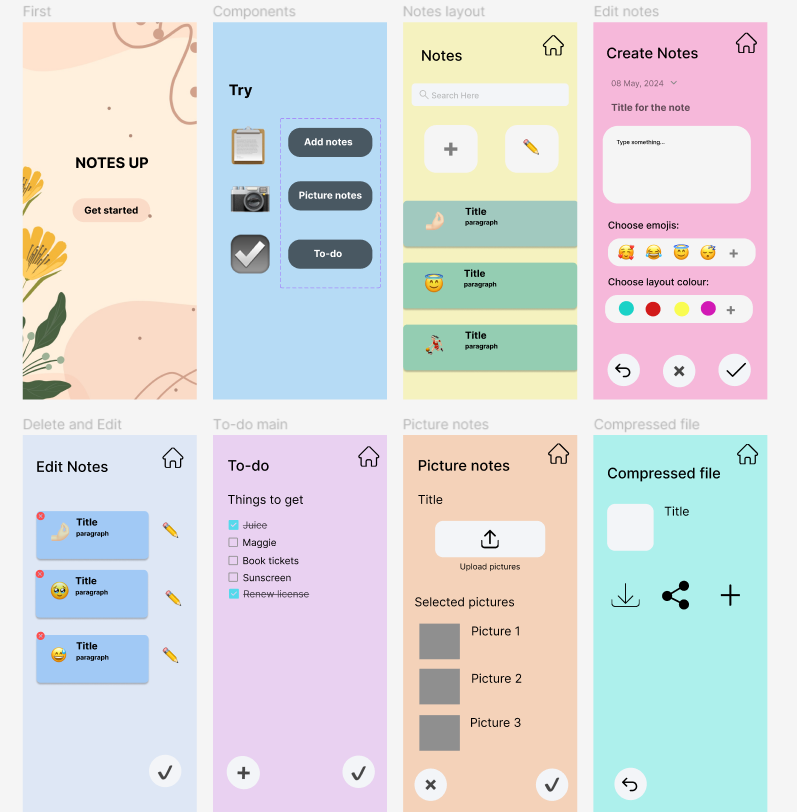 First
NOTES UP
Get started
Components
Try
Add notes
Picture notes
To-do
Notes layout
Notes
Search Here
Title
paragraph
Title
paragraph
Title
paragraph
Edit notes
Create Notes
08 May, 2024
Title for the note
Type something...
Choose emojis:
Choose layout colour:
Delete and Edit
Edit Notes
Title
paragraph
Title
paragraph
Title
paragraph
To-do main
To-do
Things to get
Juice
Maggie
Book tickets
Sunscreen
Renew license
Picture notes
Picture notes
Title
Upload pictures
Selected pictures
Picture 1
Picture 2
Picture 3
Compressed file
Compressed file
Title